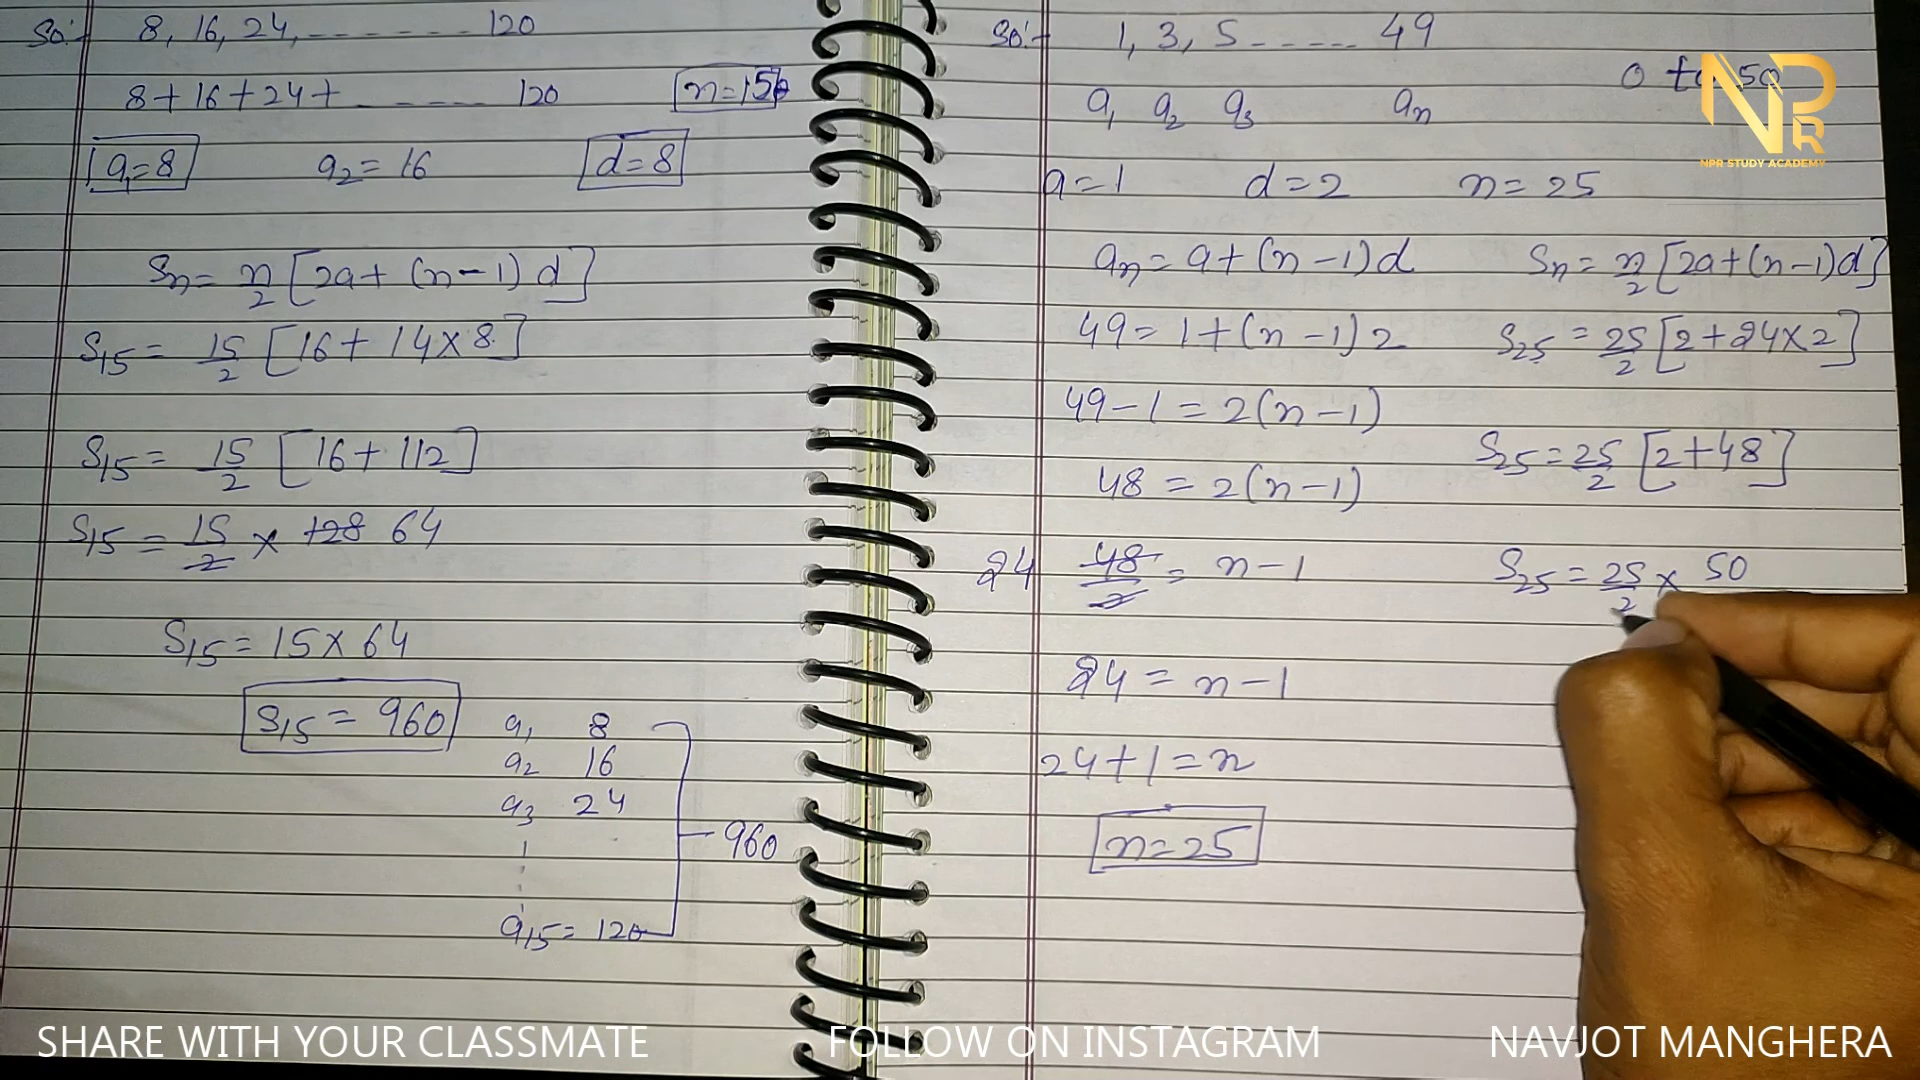 So:- 8, 16, 24, - - - - - - - 120
8 + 16 + 24 + - - - - - - 120 n = 15
a₁ = 8 a₂ = 16 d = 8
Sn = n/2 [2a + (n - 1) d]
S15 = 15/2 [16 + 14 × 8]
S15 = 15/2 [16 + 112]
S15 = 15/2 × 128 64
S15 = 15 × 64
S15 = 960
a₁ 8
a₂ 16
a₃ 24
960
a15 = 120
So:- 1, 3, 5 - - - - - 49
0 to 50
a₁ a₂ a₃ an
a = 1 d = 2 n = 25
an = a + (n - 1) d
49 = 1 + (n - 1) 2
49 - 1 = 2 (n - 1)
48 = 2 (n - 1)
24 48/2 = n - 1
24 = n - 1
24 + 1 = n
n = 25
Sn = n/2 [2a + (n - 1) d]
S25 = 25/2 [2 + 24 × 2]
S25 = 25/2 [2 + 48]
S25 = 25/2 × 50
NPR
NPR STUDY ACADEMY
SHARE WITH YOUR CLASSMATE FOLLOW ON INSTAGRAM NAVJOT MANGHERA